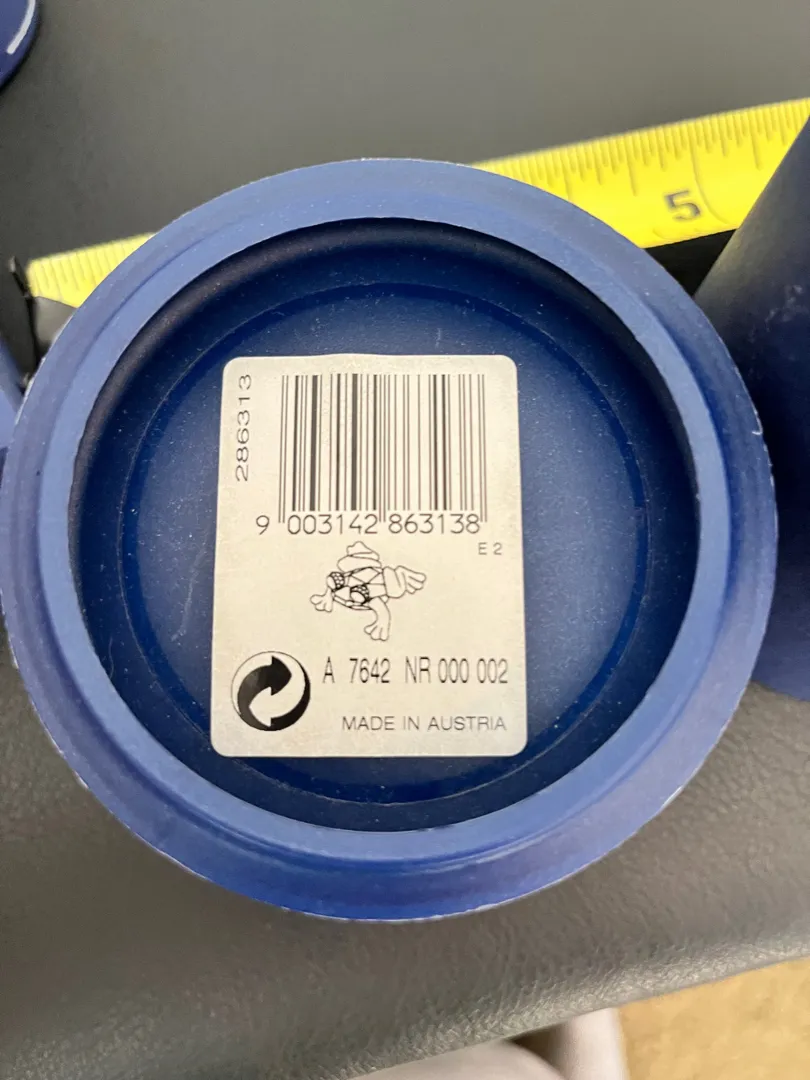 5
286313
9 003142 863138
E 2
A 7642 NR 000 002
MADE IN AUSTRIA